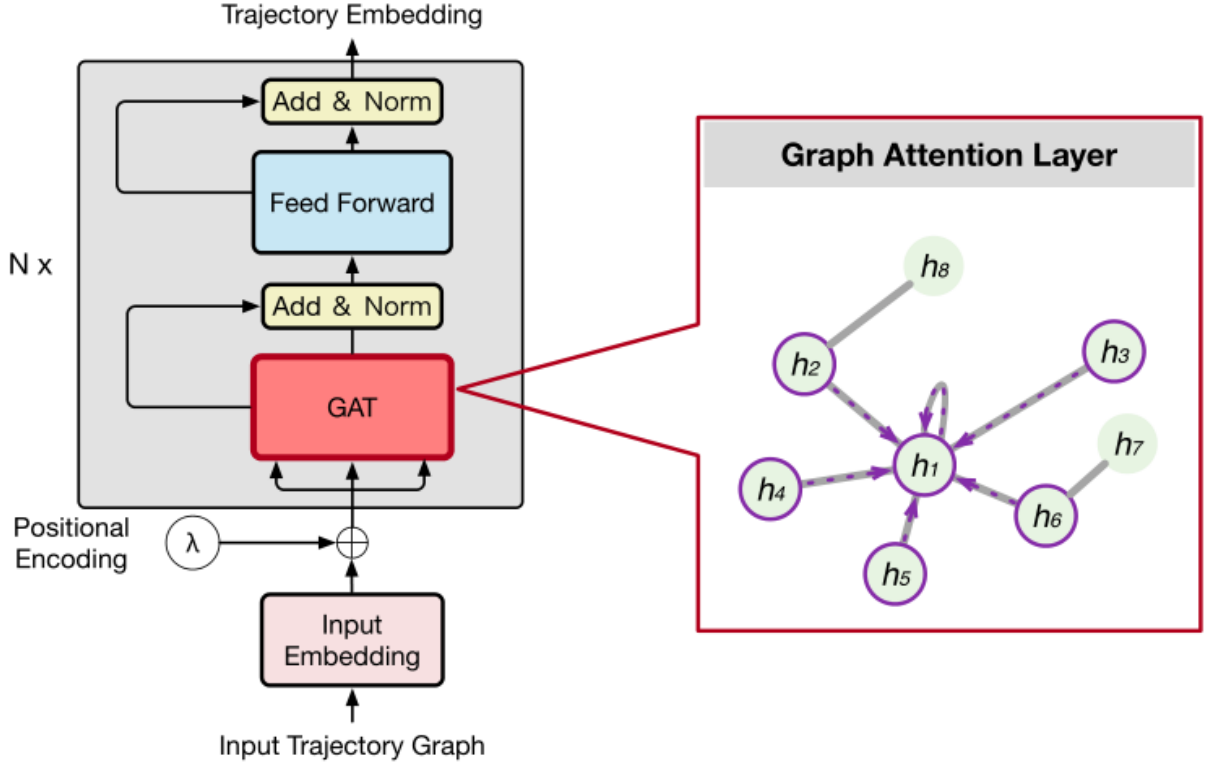 Trajectory Embedding
Add & Norm
Feed Forward
N x
Add & Norm
GAT
Positional
Encoding
λ
Input
Embedding
Input Trajectory Graph
Graph Attention Layer
h8
h2
h3
h1
h7
h4
h6
h5